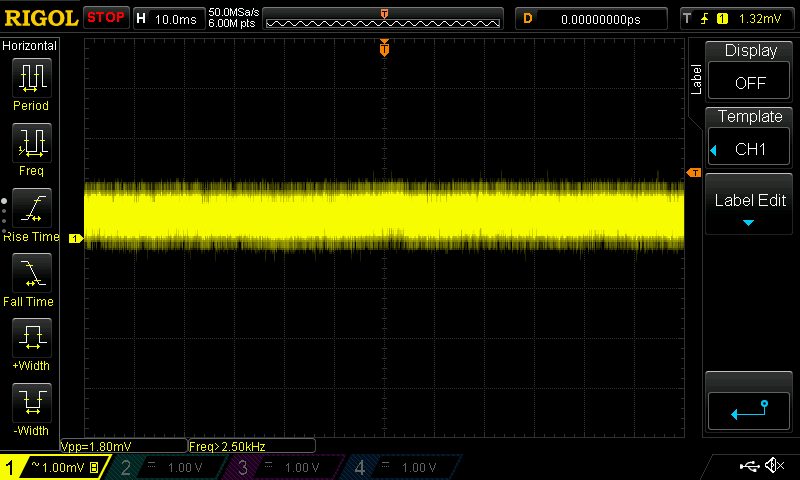 RIGOL STOP H 10.0ms 50.0MSa/s D 0.00000000ps T 1 1.32mV
6.00M pts
T
Horizontal
Period
Freq
Rise Time
Fall Time
+Width
-Width
T
T
1
Label
Display
OFF
Template
CH1
Label Edit
Vpp=1.80mV Freq>2.50kHz
1 ~ 1.00mV B 2 1.00 V 3 1.00 V 4 1.00 V